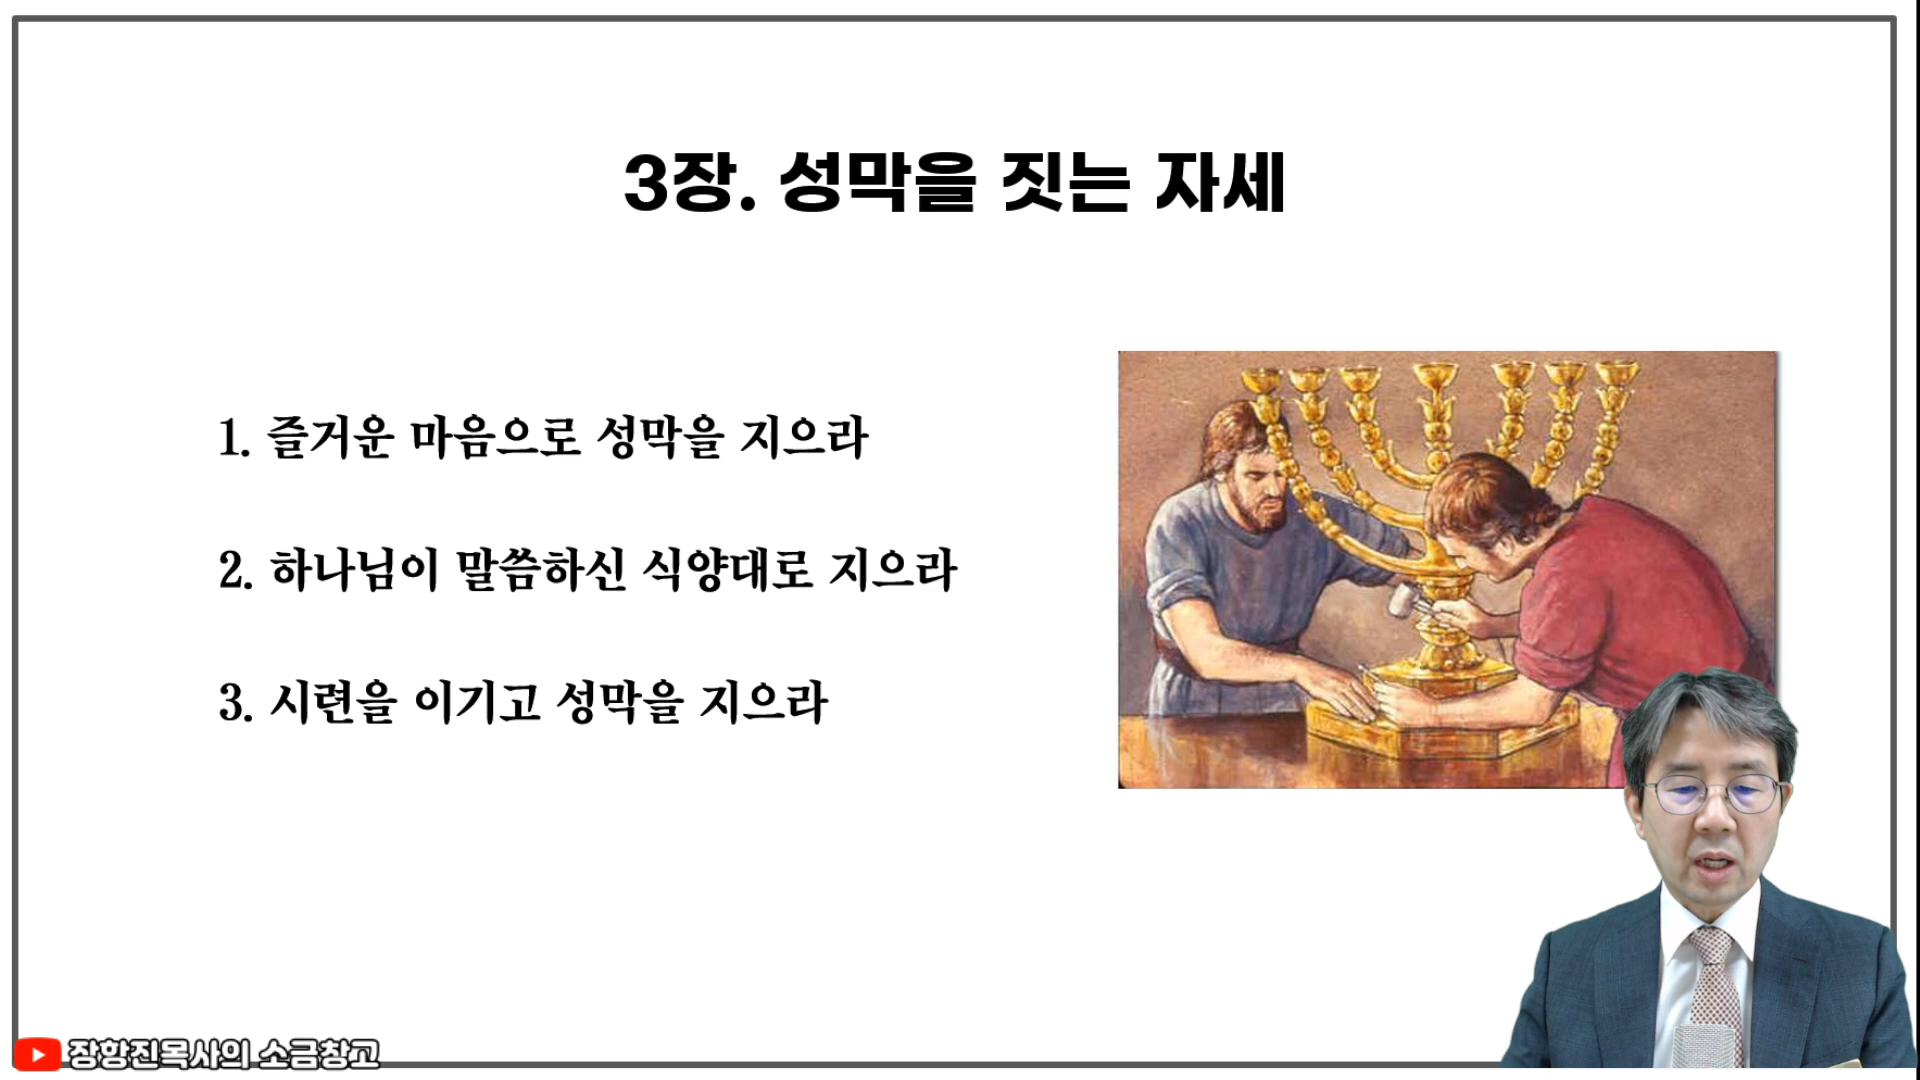 3장. 성막을 짓는 자세
1. 즐거운 마음으로 성막을 지으라
2. 하나님이 말씀하신 식양대로 지으라
3. 시련을 이기고 성막을 지으라
장항진목사의 소금창고